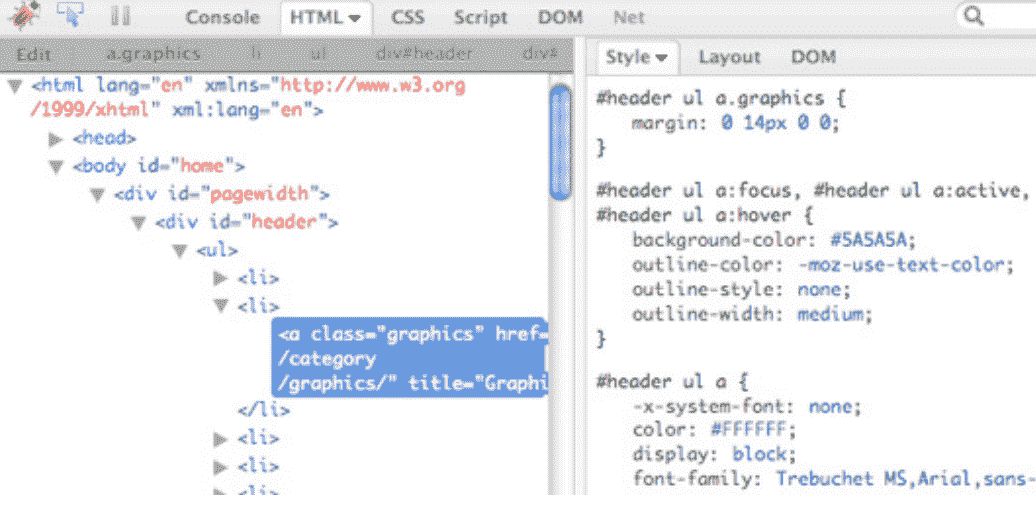 Console HTML CSS Script DOM Net
Edit a.graphics li ul div#header div#
<html lang="en" xmlns="http://www.w3.org
/1999/xhtml" xml:lang="en">
<head>
<body id="home">
<div id="pagewidth">
<div id="header">
<ul>
<li>
<li>
<a class="graphics" href=
/category
/graphics/" title="Graphi
</li>
<li>
<li>
<li>
Style Layout DOM
#header ul a.graphics {
margin: 0 14px 0 0;
}
#header ul a:focus, #header ul a:active,
#header ul a:hover {
background-color: #5A5A5A;
outline-color: -moz-use-text-color;
outline-style: none;
outline-width: medium;
}
#header ul a {
-x-system-font: none;
color: #FFFFFF;
display: block;
font-family: Trebuchet MS,Arial,sans-